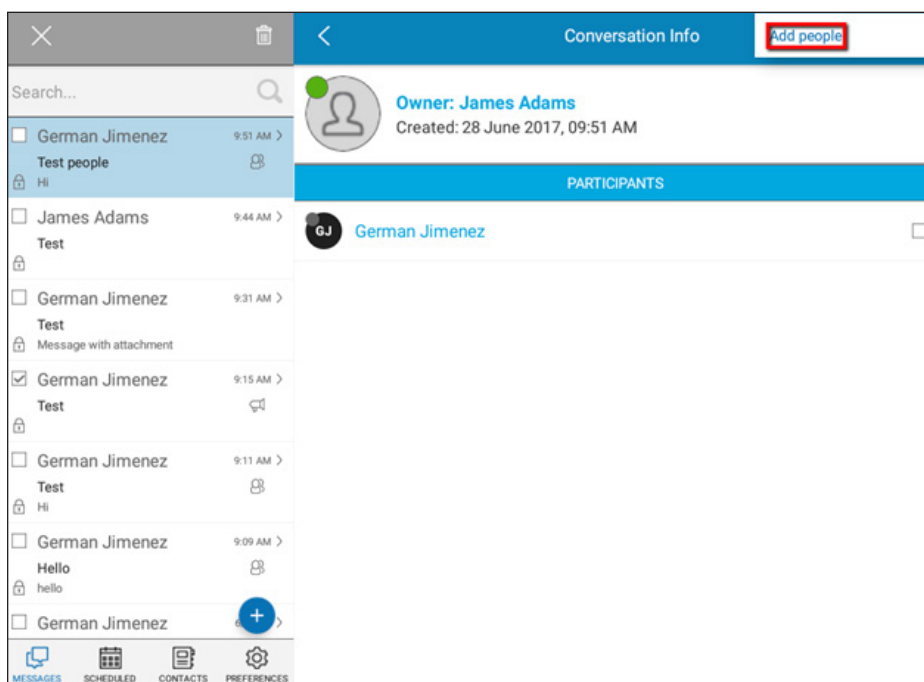 Search...
German Jimenez 9:51 AM
Test people
Hi
James Adams 9:44 AM
Test
German Jimenez 9:31 AM
Test
Message with attachment
German Jimenez 9:15 AM
Test
German Jimenez 9:11 AM
Test
Hi
German Jimenez 9:09 AM
Hello
hello
German Jimenez
MESSAGES SCHEDULED CONTACTS PREFERENCES
Conversation Info
Add people
Owner: James Adams
Created: 28 June 2017, 09:51 AM
PARTICIPANTS
GJ German Jimenez